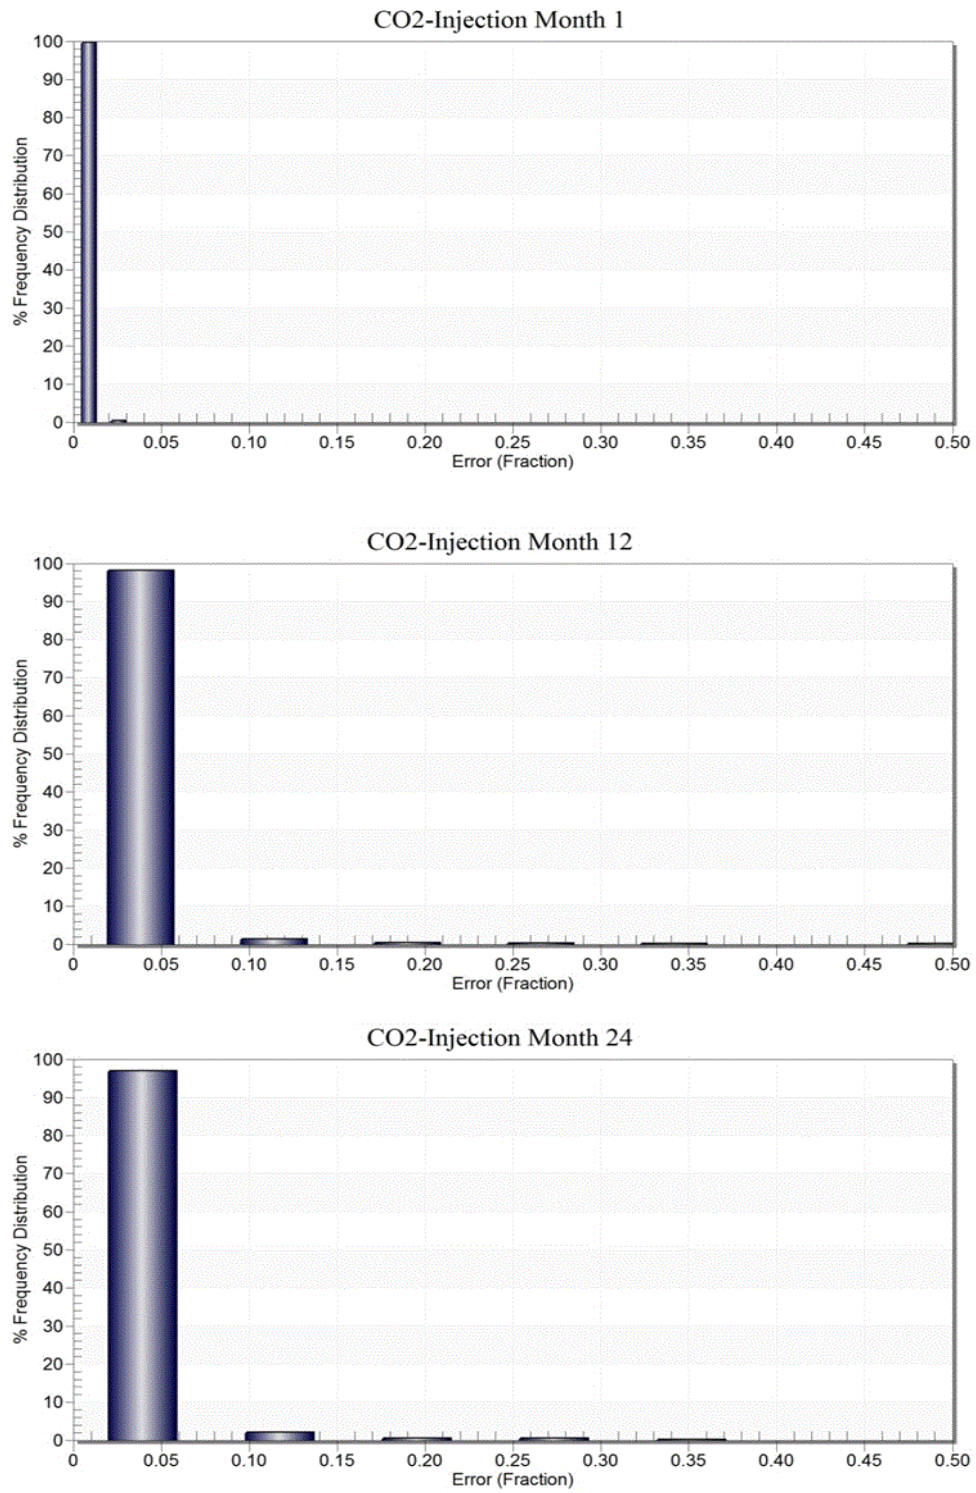 CO2-Injection Month 1
100
90
80
70
60
50
40
30
20
10
0
% Frequency Distribution
0 0.05 0.10 0.15 0.20 0.25 0.30 0.35 0.40 0.45 0.50
Error (Fraction)
CO2-Injection Month 12
100
90
80
70
60
50
40
30
20
10
0
% Frequency Distribution
0 0.05 0.10 0.15 0.20 0.25 0.30 0.35 0.40 0.45 0.50
Error (Fraction)
CO2-Injection Month 24
100
90
80
70
60
50
40
30
20
10
0
% Frequency Distribution
0 0.05 0.10 0.15 0.20 0.25 0.30 0.35 0.40 0.45 0.50
Error (Fraction)